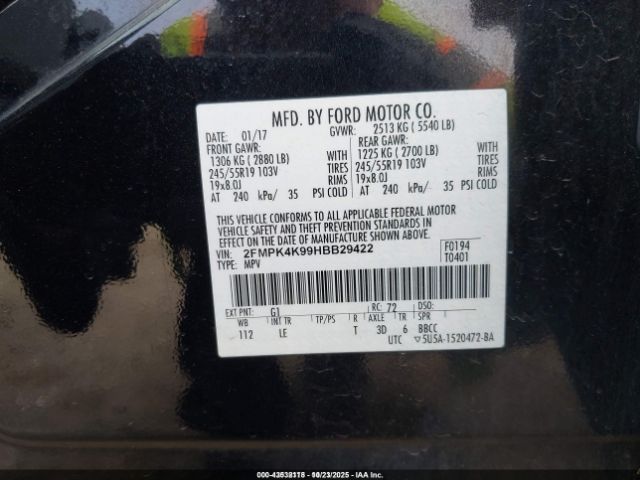 MFD. BY FORD MOTOR CO.
DATE: 01/17 GVWR: 2513 KG ( 5540 LB)
FRONT GAWR: REAR GAWR:
1306 KG ( 2880 LB) WITH 1225 KG ( 2700 LB) WITH
245/55R19 103V TIRES 245/55R19 103V TIRES
19x8.0J RIMS 19x8.0J RIMS
AT 240 kPa/ 35 PSI COLD AT 240 kPa/ 35 PSI COLD
THIS VEHICLE CONFORMS TO ALL APPLICABLE FEDERAL MOTOR
VEHICLE SAFETY AND THEFT PREVENTION STANDARDS IN
EFFECT ON THE DATE OF MANUFACTURE SHOWN ABOVE.
VIN: 2FMPK4K99HBB29422 F0194
TYPE: MPV T0401
EXT PNT: G1 RC: 72 DSO:
WB INT TR TP/PS R AXLE TR SPR
112 LE T 3D 6 BBCC
UTC ▽5U5A-1520472-BA
000-43638118 - 10/23/2025 - IAA Inc.